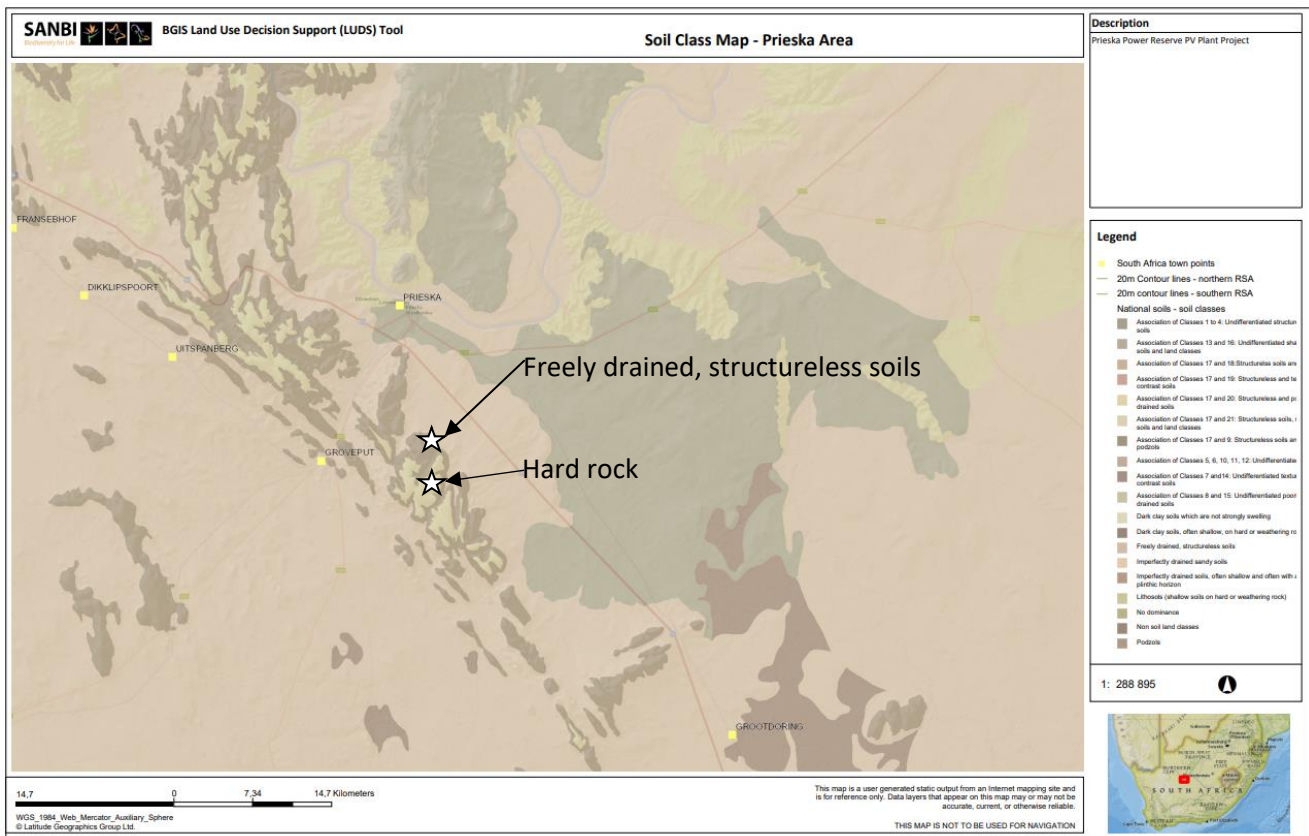 SANBI
Biodiversity for Life
BGIS Land Use Decision Support (LUDS) Tool
Soil Class Map - Prieska Area
Description
Prieska Power Reserve PV Plant Project
FRANSEBHOF
DIKKLIPSPOORT
PRIESKA
UITSPANBERG
Freely drained, structureless soils
GROVEPUT
Hard rock
GROOTDORING
Legend
South Africa town points
20m Contour lines - northern RSA
20m contour lines - southern RSA
National soils - soil classes
Association of Classes 1 to 4: Undifferentiated structur
soils
Association of Classes 13 and 16: Undifferentiated sha
soils and land classes
Association of Classes 17 and 18:Structureless soils an
Association of Classes 17 and 19: Structureless and te
contrast soils
Association of Classes 17 and 20: Structureless and po
drained soils
Association of Classes 17 and 21: Structureless soils,
soils and land classes
Association of Classes 17 and 9: Structureless soils an
podzols
Association of Classes 5, 6, 10, 11, 12: Undifferentiate
Association of Classes 7 and14: Undifferentiated textu
contrast soils
Association of Classes 8 and 15: Undifferentiated poor
drained soils
Dark clay soils which are not strongly swelling
Dark clay soils, often shallow, on hard or weathering ro
Freely drained, structureless soils
Imperfectly drained sandy soils
Imperfectly drained soils, often shallow and often with a
plinthic horizon
Lithosols (shallow soils on hard or weathering rock)
No dominance
Non soil land classes
Podzols
1: 288 895
SOUTH AFRICA
14,7 0 7,34 14,7 Kilometers
WGS_1984_Web_Mercator_Auxiliary_Sphere
© Latitude Geographics Group Ltd.
This map is a user generated static output from an Internet mapping site and
is for reference only. Data layers that appear on this map may or may not be
accurate, current, or otherwise reliable.
THIS MAP IS NOT TO BE USED FOR NAVIGATION